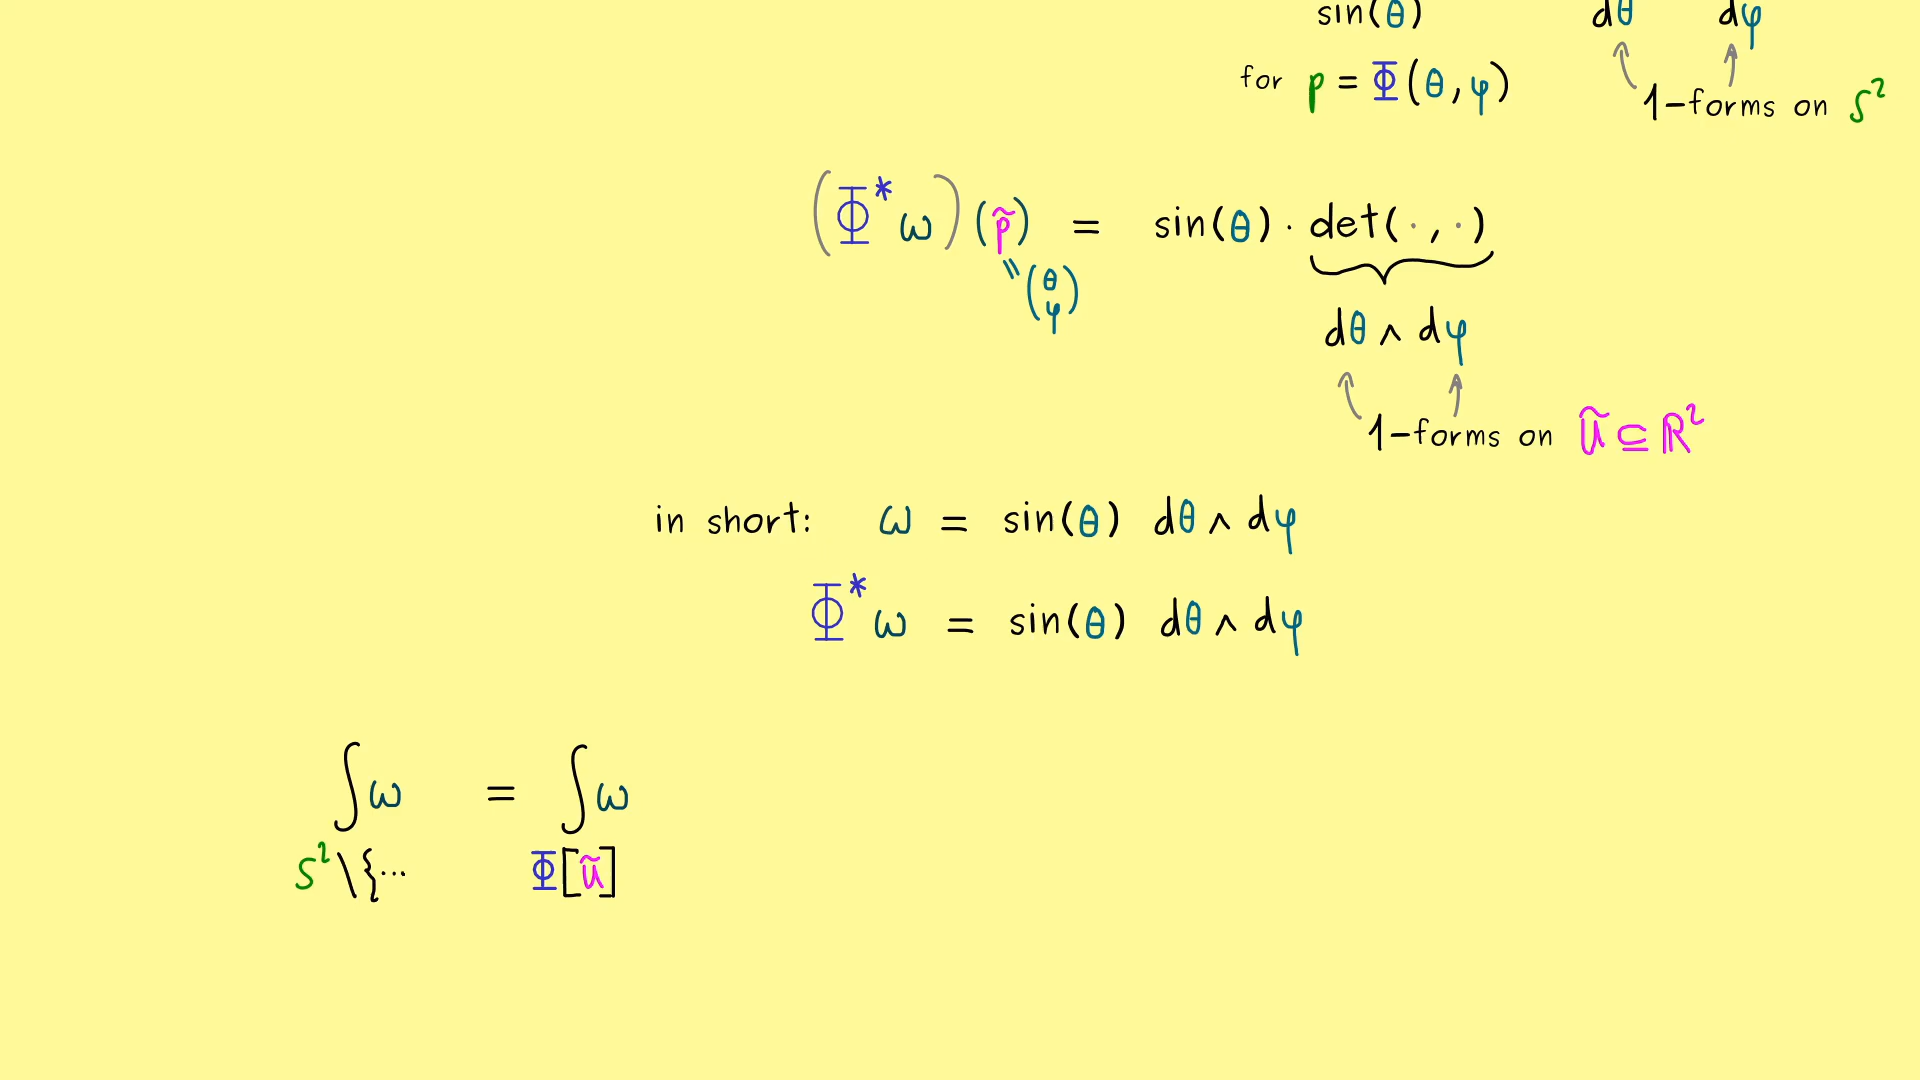 sin(θ) dθ dφ
for p = Φ(θ, φ)
1-forms on S²
(Φ*ω)(p̃) = sin(θ) · det(· , ·)
= (θ φ)
dθ ∧ dφ
1-forms on Ũ ⊆ ℝ²
in short: ω = sin(θ) dθ ∧ dφ
Φ*ω = sin(θ) dθ ∧ dφ
∫ω = ∫ω
S²\{··· Φ[Ũ]